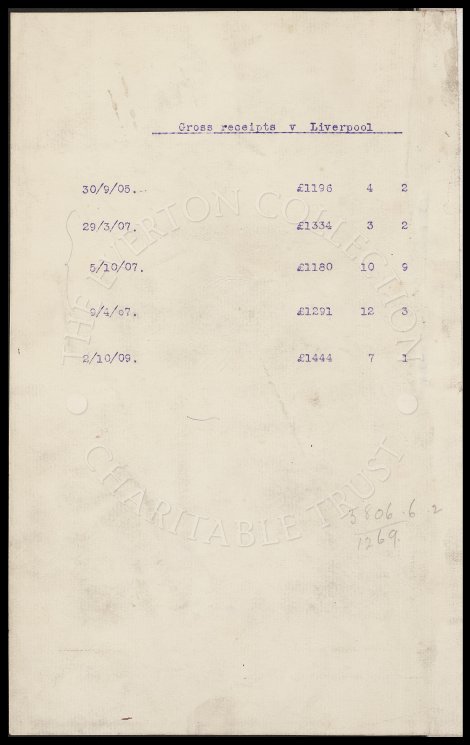 Gross receipts v Liverpool
30/9/05. £1196 4 2
29/3/07. £1334 3 2
5/10/07. £1180 10 9
9/4/07. £1291 12 3
2/10/09. £1444 7 1
3806.6.2
1269.
THE EVERTON COLLECTION
CHARITABLE TRUST